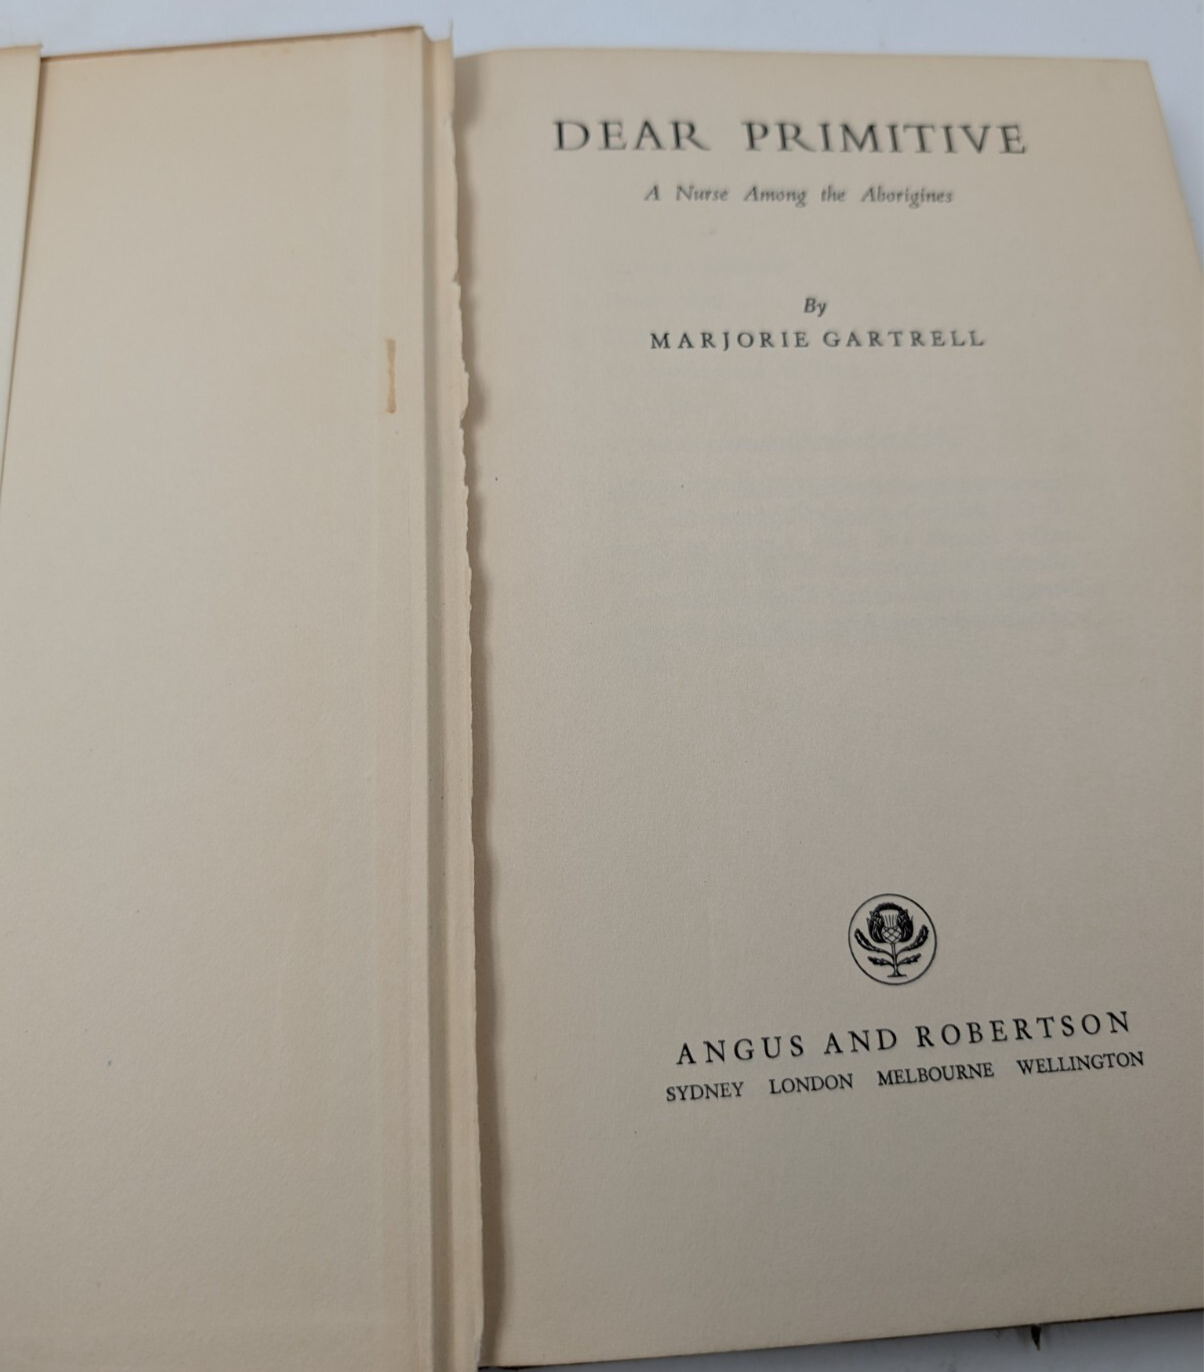 DEAR PRIMITIVE
A Nurse Among the Aborigines
By
MARJORIE GARTRELL
ANGUS AND ROBERTSON
SYDNEY LONDON MELBOURNE WELLINGTON